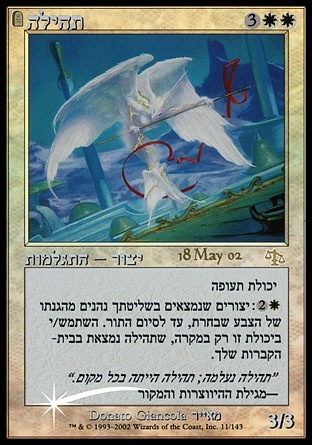 תהילה 3
יצור — התגלמות 18 May 02
יכולת תעופה
2: יצורים שנמצאים בשליטתך נהנים מהגנתו
של הצבע שבחרת, עד לסיום התור. השתמש/י
ביכולת זו רק במקרה, שתהילה נמצאת בבית-
הקברות שלך.
"תהילה נעלמה; תהילה הייתה בכל מקום."
—מגילת ההיווצרות והמקור
מאייר Donato Giancola
™ & © 1993–2002 Wizards of the Coast, Inc. 11/143
3/3